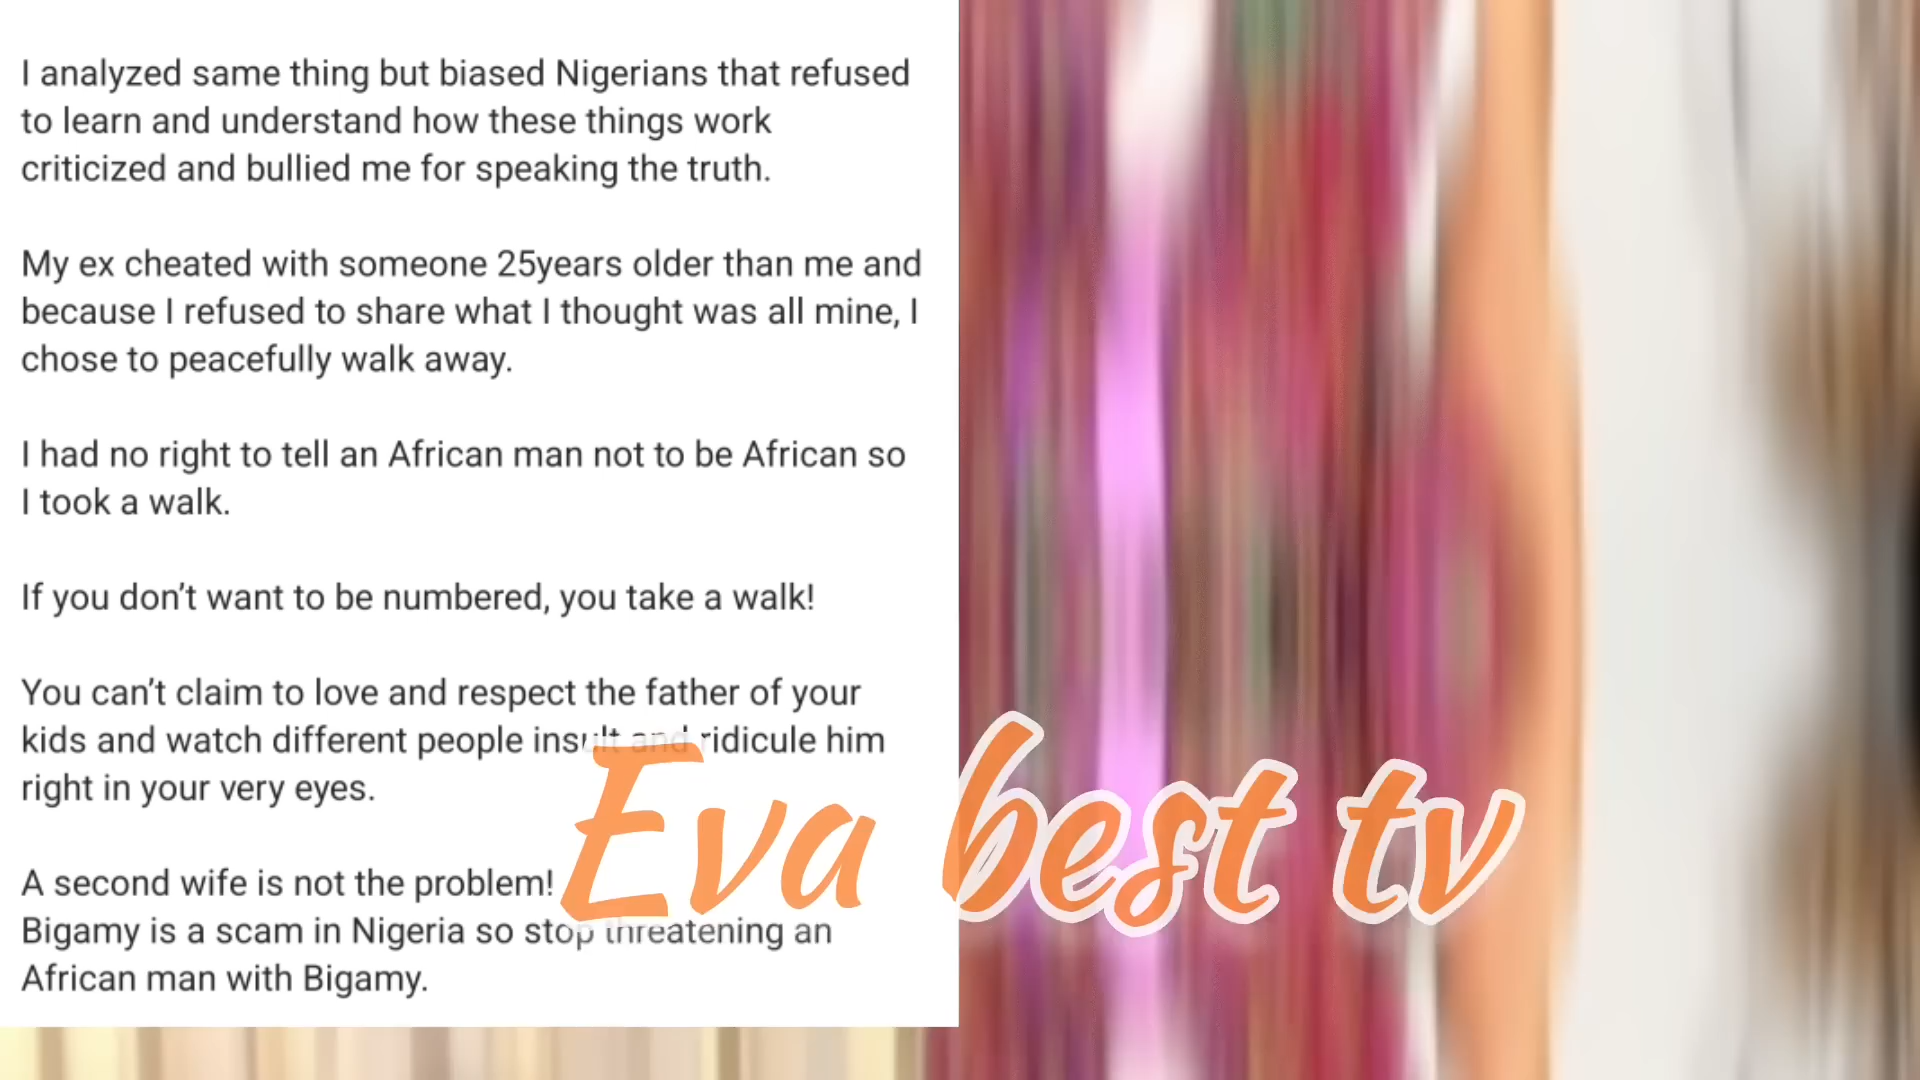 I analyzed same thing but biased Nigerians that refused
to learn and understand how these things work
criticized and bullied me for speaking the truth.
My ex cheated with someone 25years older than me and
because I refused to share what I thought was all mine, I
chose to peacefully walk away.
I had no right to tell an African man not to be African so
I took a walk.
If you don’t want to be numbered, you take a walk!
You can’t claim to love and respect the father of your
kids and watch different people insult and ridicule him
right in your very eyes.
A second wife is not the problem!
Bigamy is a scam in Nigeria so stop threatening an
African man with Bigamy.
Eva best tv